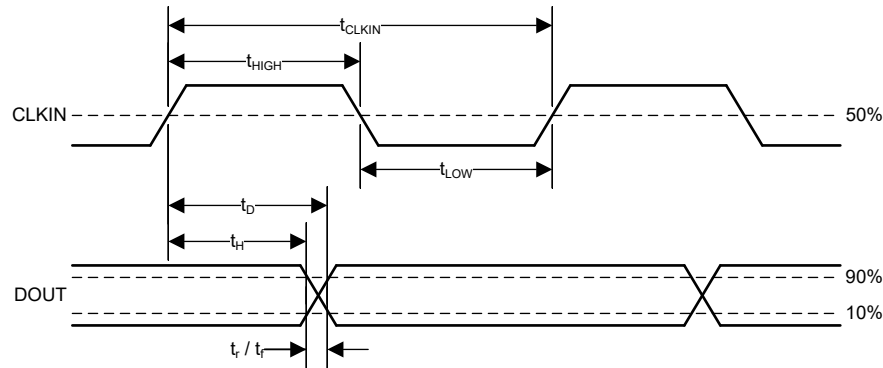 tCLKIN
tHIGH
CLKIN
50%
tLOW
tD
tH
90%
DOUT
10%
tr / tf